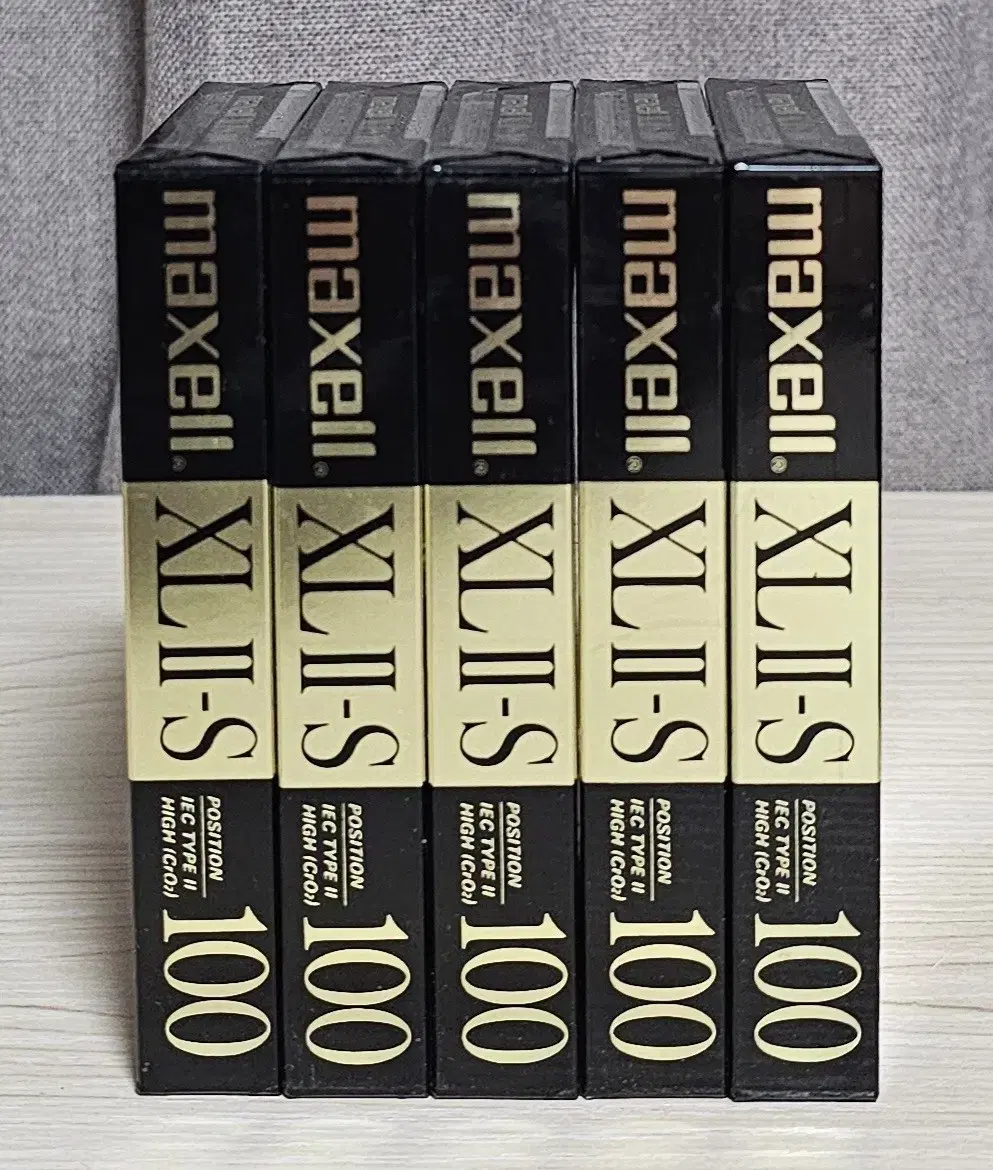 maxell®
XLII-S
POSITION
IEC TYPE II
HIGH (CrO2)
100
maxell®
XLII-S
POSITION
IEC TYPE II
HIGH (CrO2)
100
maxell®
XLII-S
POSITION
IEC TYPE II
HIGH (CrO2)
100
maxell®
XLII-S
POSITION
IEC TYPE II
HIGH (CrO2)
100
maxell®
XLII-S
POSITION
IEC TYPE II
HIGH (CrO2)
100